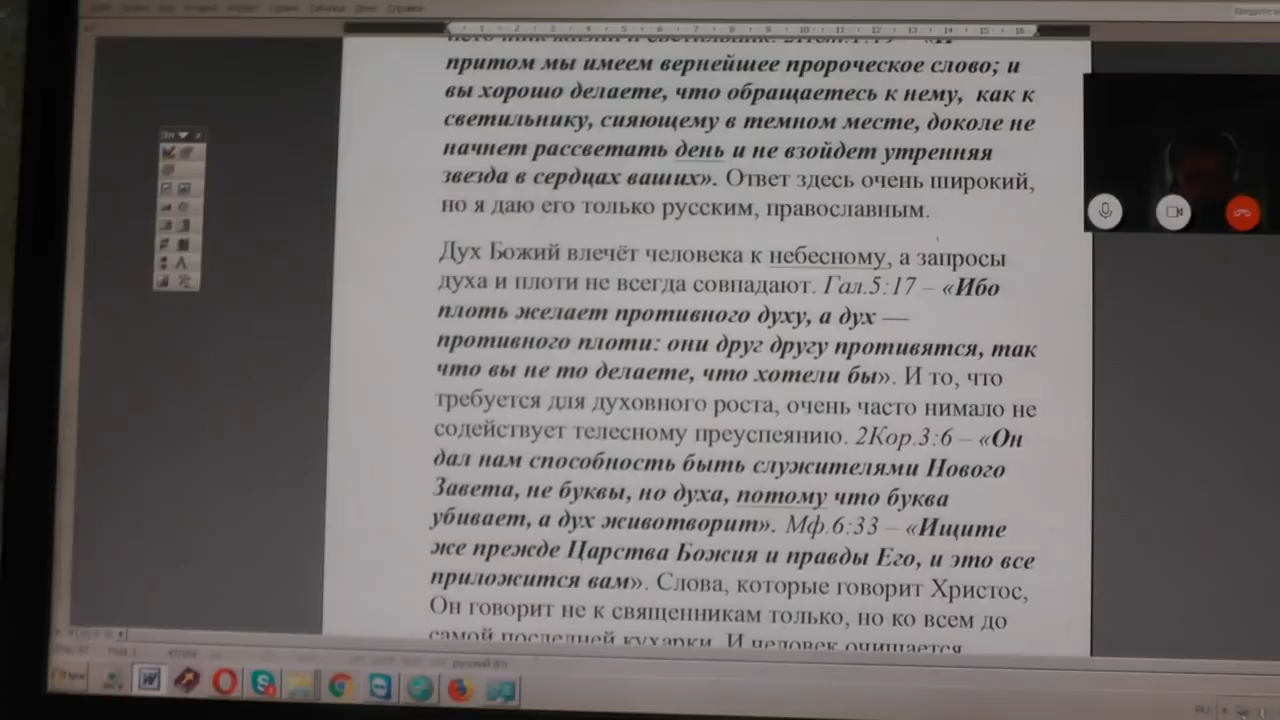 притом мы имеем вернейшее пророческое слово; и
вы хорошо делаете, что обращаетесь к нему, как к
светильнику, сияющему в темном месте, доколе не
начнет рассветать день и не взойдет утренняя
звезда в сердцах ваших». Ответ здесь очень широкий,
но я даю его только русским, православным.
Дух Божий влечёт человека к небесному, а запросы
духа и плоти не всегда совпадают. Гал.5:17 – «Ибо
плоть желает противного духу, а дух —
противного плоти: они друг другу противятся, так
что вы не то делаете, что хотели бы». И то, что
требуется для духовного роста, очень часто нимало не
содействует телесному преуспеянию. 2Кор.3:6 – «Он
дал нам способность быть служителями Нового
Завета, не буквы, но духа, потому что буква
убивает, а дух животворит». Мф.6:33 – «Ищите
же прежде Царства Божия и правды Его, и это все
приложится вам». Слова, которые говорит Христос,
Он говорит не к священникам только, но ко всем до
самой последней кухарки. И человек очищается